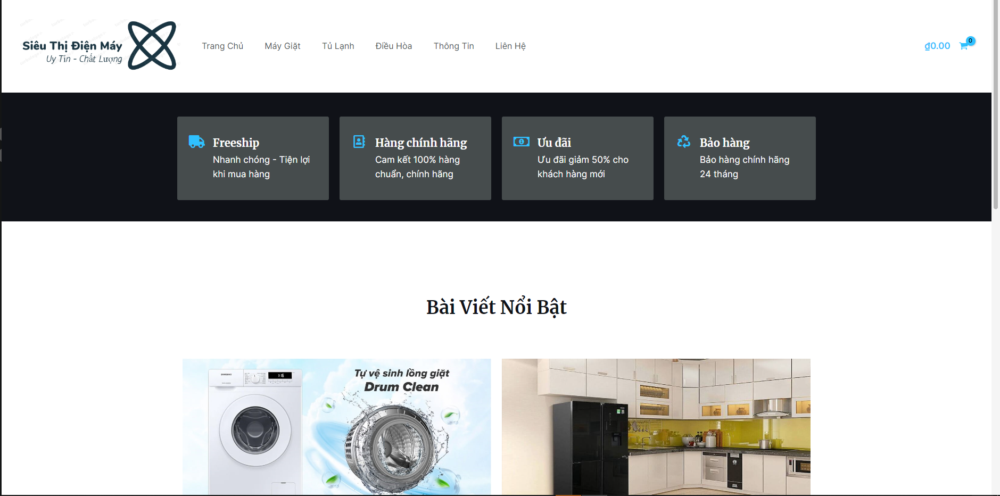 Siêu Thị Điện Máy
Uy Tín - Chất Lượng
Trang Chủ
Máy Giặt
Tủ Lạnh
Điều Hòa
Thông Tin
Liên Hệ
₫0.00
0
Freeship
Nhanh chóng - Tiện lợi
khi mua hàng
Hàng chính hãng
Cam kết 100% hàng
chuẩn, chính hãng
Ưu đãi
Ưu đãi giảm 50% cho
khách hàng mới
Bảo hàng
Bảo hàng chính hãng
24 tháng
Bài Viết Nổi Bật
SAMSUNG
Tự vệ sinh lồng giặt
Drum Clean